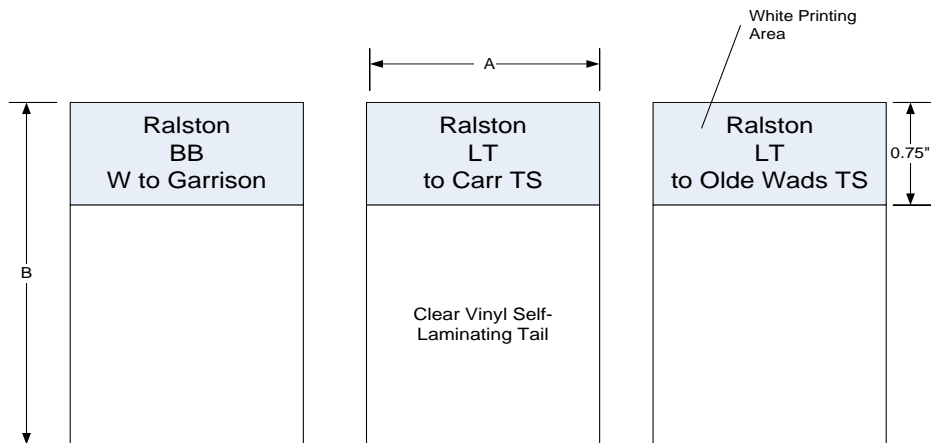 White Printing
Area
A
Ralston
BB
W to Garrison
Ralston
LT
to Carr TS
Ralston
LT
to Olde Wads TS
0.75"
B
Clear Vinyl Self-
Laminating Tail